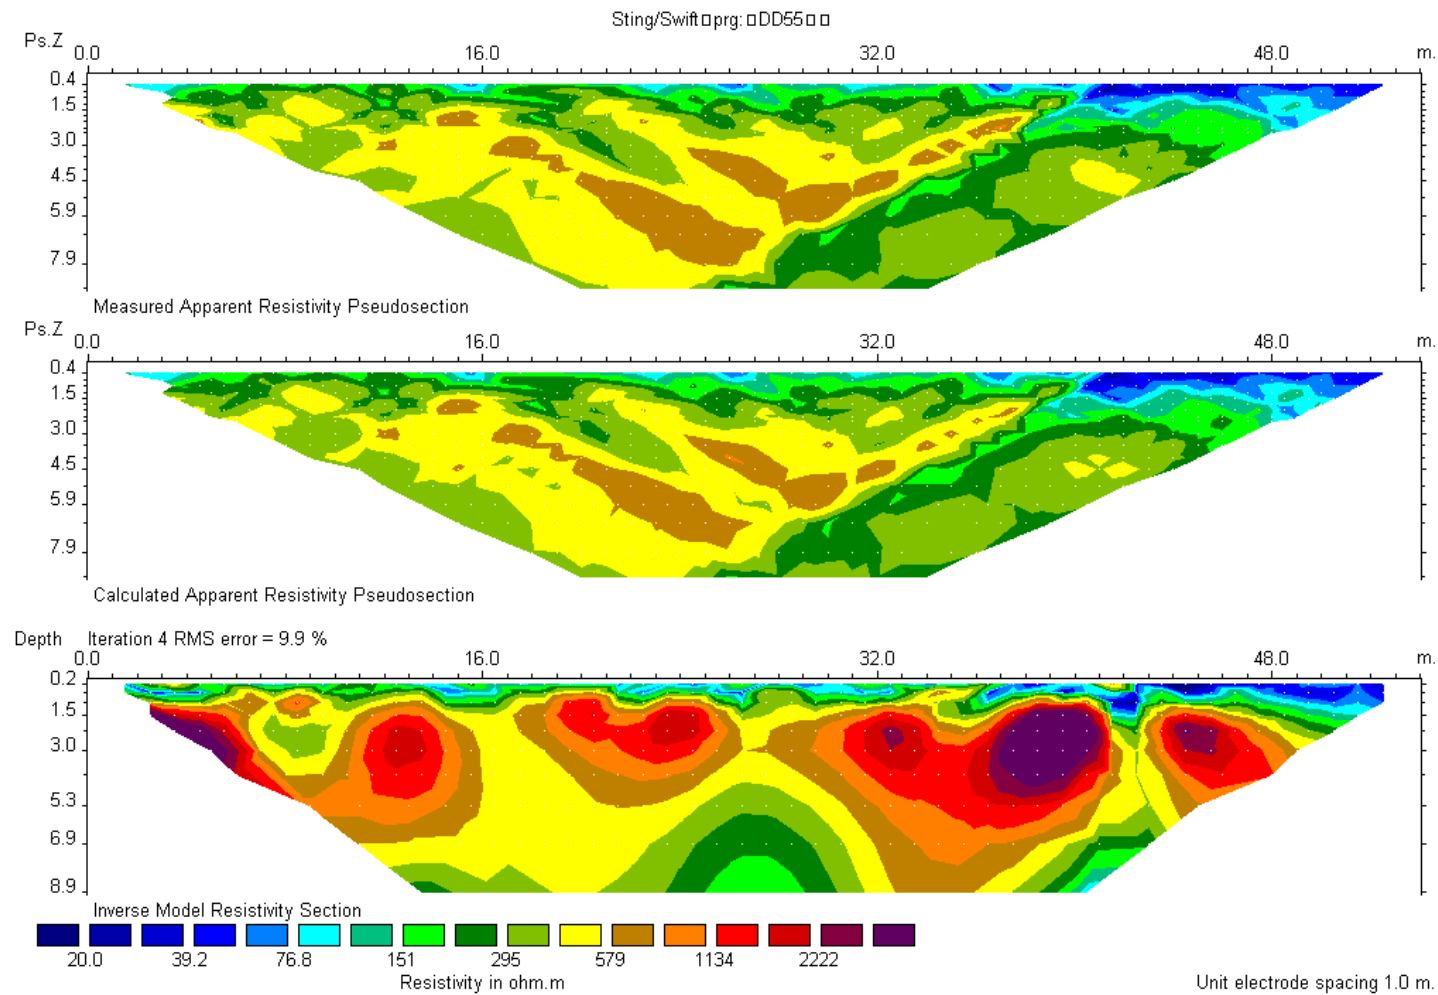 Sting/Swift□prg:□DD55□□
Ps.Z 0.0 16.0 32.0 48.0 m.
0.4
1.5
3.0
4.5
5.9
7.9
Measured Apparent Resistivity Pseudosection
Ps.Z 0.0 16.0 32.0 48.0 m.
0.4
1.5
3.0
4.5
5.9
7.9
Calculated Apparent Resistivity Pseudosection
Depth Iteration 4 RMS error = 9.9 %
0.0 16.0 32.0 48.0 m.
0.2
1.5
3.0
5.3
6.9
8.9
Inverse Model Resistivity Section
20.0 39.2 76.8 151 295 579 1134 2222
Resistivity in ohm.m Unit electrode spacing 1.0 m.